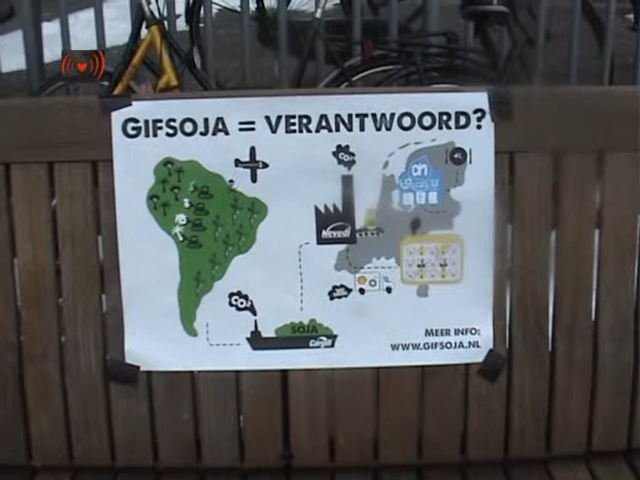 GIFSOJA = VERANTWOORD?
CO2
Nevedi
CO2
SOJA
Cargill
MEER INFO:
WWW.GIFSOJA.NL